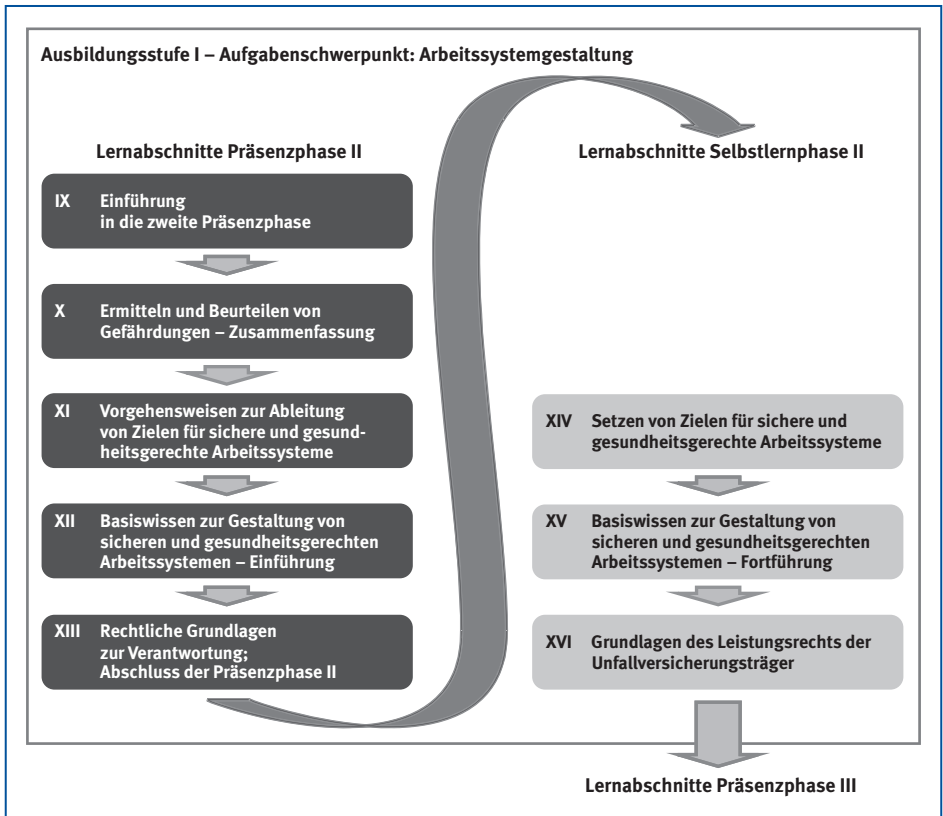 Ausbildungsstufe I – Aufgabenschwerpunkt: Arbeitssystemgestaltung
Lernabschnitte Präsenzphase II
IX Einführung
in die zweite Präsenzphase
X Ermitteln und Beurteilen von
Gefährdungen – Zusammenfassung
XI Vorgehensweisen zur Ableitung
von Zielen für sichere und gesund-
heitsgerechte Arbeitssysteme
XII Basiswissen zur Gestaltung von
sicheren und gesundheitsgerechten
Arbeitssystemen – Einführung
XIII Rechtliche Grundlagen
zur Verantwortung;
Abschluss der Präsenzphase II
Lernabschnitte Selbstlernphase II
XIV Setzen von Zielen für sichere und
gesundheitsgerechte Arbeitssysteme
XV Basiswissen zur Gestaltung von
sicheren und gesundheitsgerechten
Arbeitssystemen – Fortführung
XVI Grundlagen des Leistungsrechts der
Unfallversicherungsträger
Lernabschnitte Präsenzphase III